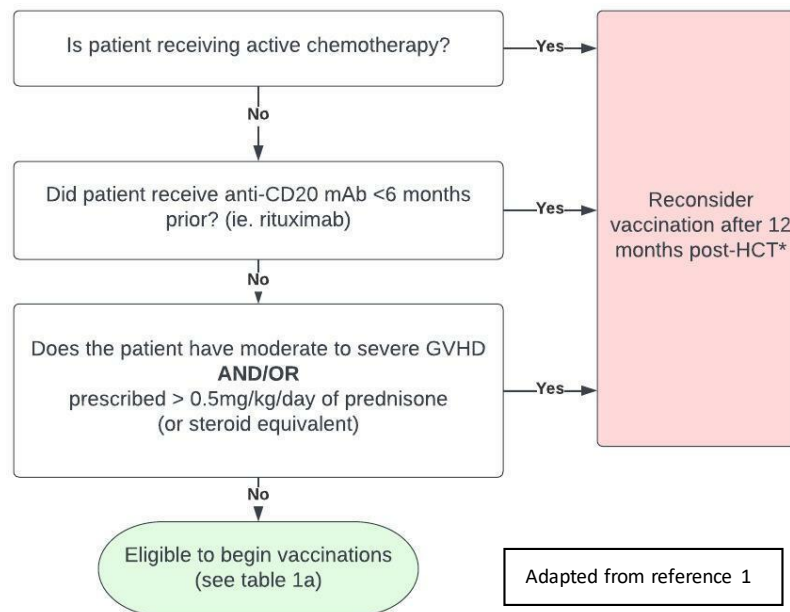 Is patient receiving active chemotherapy?
Yes
No
Did patient receive anti-CD20 mAb <6 months
prior? (ie. rituximab)
Yes
Reconsider
vaccination after 12
months post-HCT*
No
Does the patient have moderate to severe GVHD
AND/OR
prescribed > 0.5mg/kg/day of prednisone
(or steroid equivalent)
Yes
No
Eligible to begin vaccinations
(see table 1a)
Adapted from reference 1